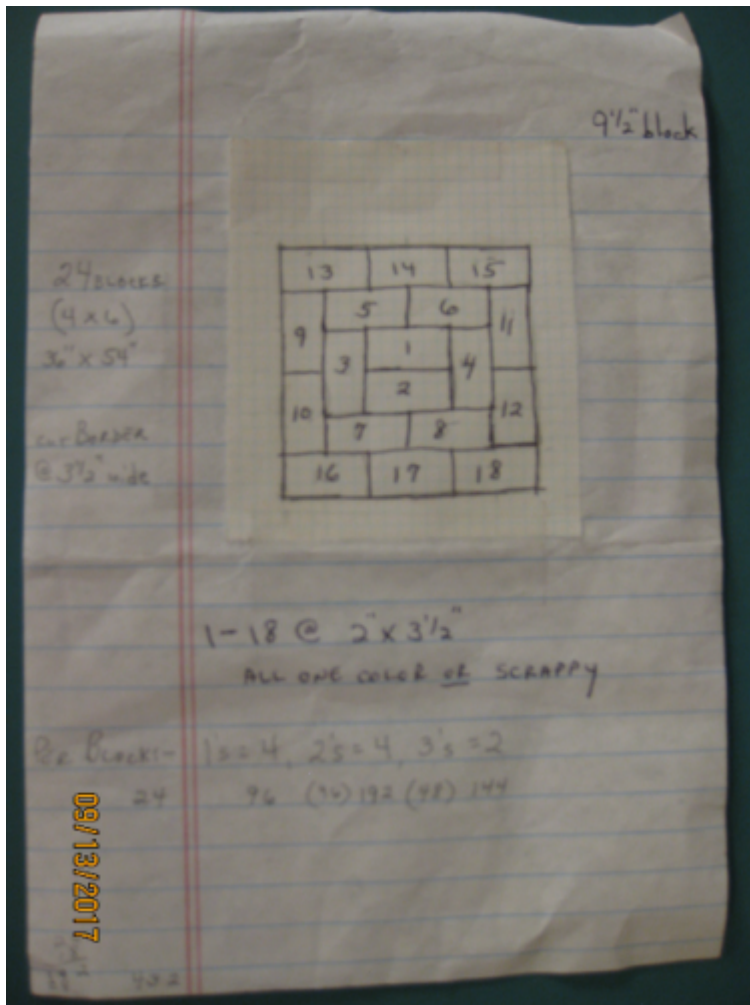 9½" block
24 BLOCKS
(4 x 6)
36" x 54"
cut BORDER
@ 3½" wide
13 14 15
5 6
9 11
1
3 4
2
10 12
7 8
16 17 18
1-18 @ 2" x 3½"
ALL ONE COLOR OR SCRAPPY
Per Block:- 1's = 4, 2's = 4, 3's = 2
24 96 (96) 192 (48) 144
09/13/2017
432